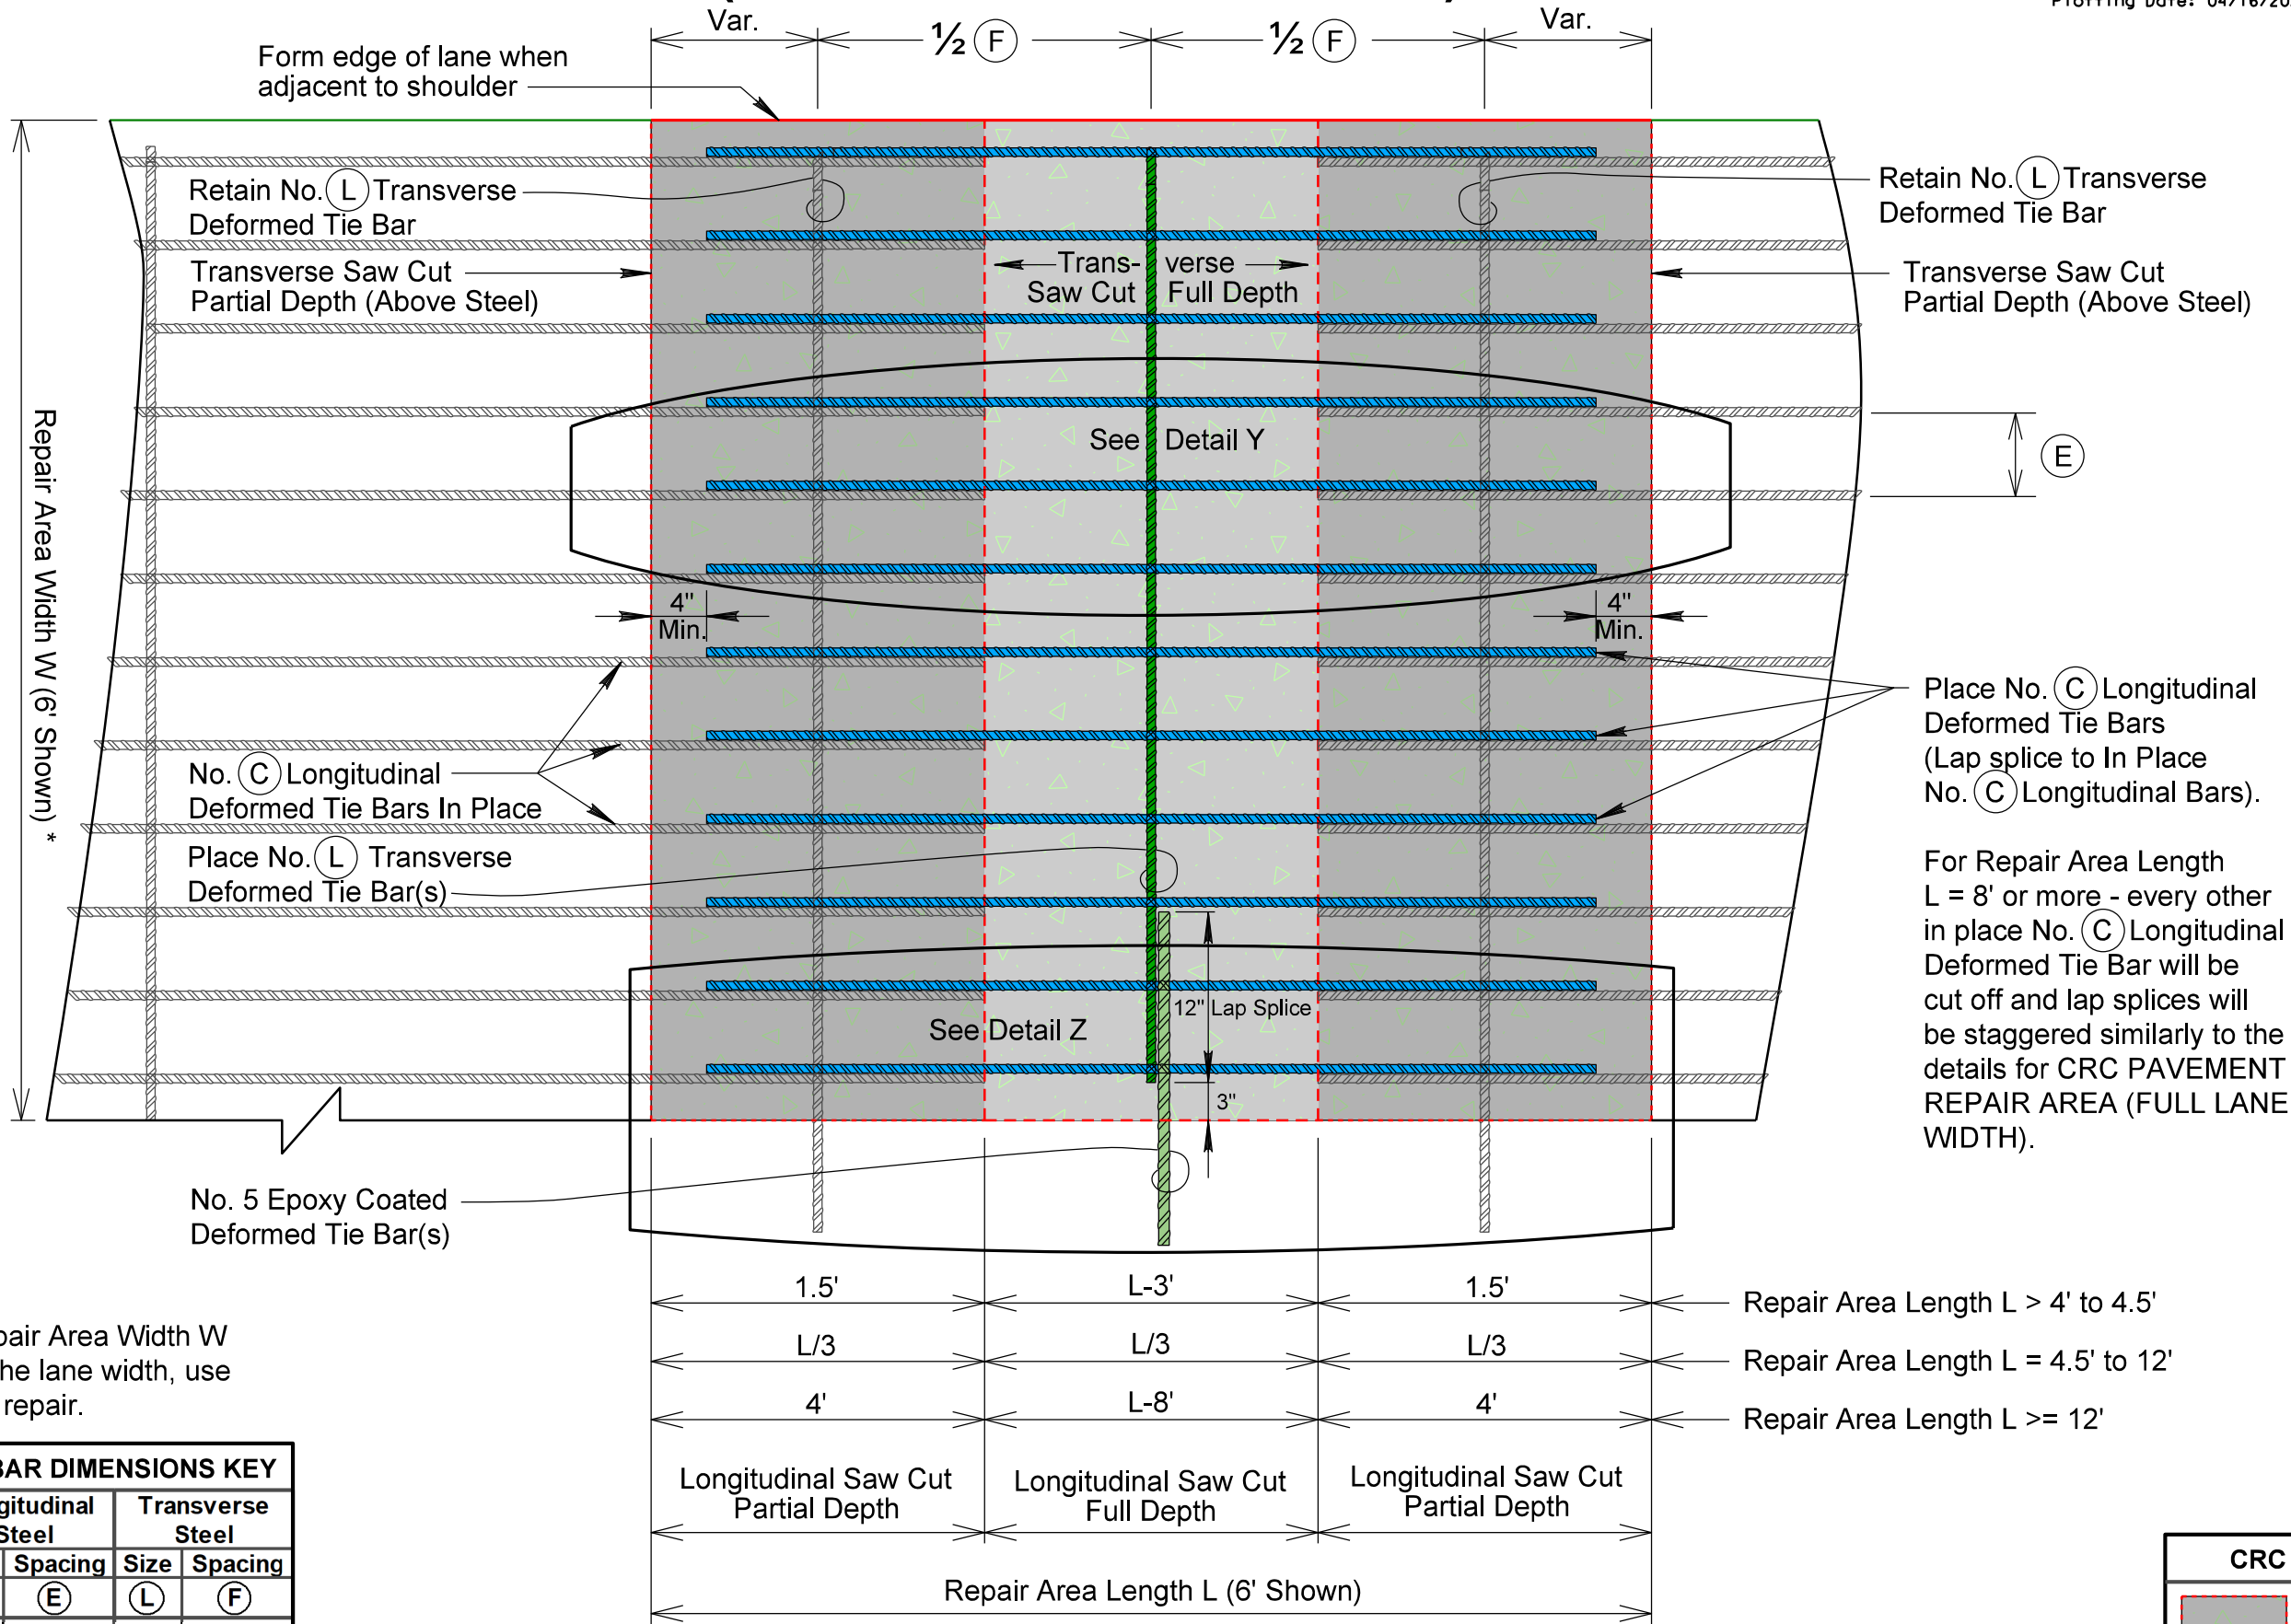 Var.
½ F
½ F
Var.
Form edge of lane when
adjacent to shoulder
Retain No. L Transverse
Deformed Tie Bar
Retain No. L Transverse
Deformed Tie Bar
Transverse Saw Cut
Partial Depth (Above Steel)
Trans- verse
Saw Cut Full Depth
Transverse Saw Cut
Partial Depth (Above Steel)
See Detail Y
E
Repair Area Width W (6' Shown) *
4"
Min.
4"
Min.
No. C Longitudinal
Deformed Tie Bars In Place
Place No. C Longitudinal
Deformed Tie Bars
(Lap splice to In Place
No. C Longitudinal Bars).
Place No. L Transverse
Deformed Tie Bar(s)
For Repair Area Length
L = 8' or more - every other
in place No. C Longitudinal
Deformed Tie Bar will be
cut off and lap splices will
be staggered similarly to the
details for CRC PAVEMENT
REPAIR AREA (FULL LANE
WIDTH).
12" Lap Splice
See Detail Z
3"
No. 5 Epoxy Coated
Deformed Tie Bar(s)
1.5' L-3' 1.5' Repair Area Length L > 4' to 4.5'
L/3 L/3 L/3 Repair Area Length L = 4.5' to 12'
4' L-8' 4' Repair Area Length L >= 12'
pair Area Width W
he lane width, use
repair.
Longitudinal Saw Cut
Partial Depth
Longitudinal Saw Cut
Full Depth
Longitudinal Saw Cut
Partial Depth
Repair Area Length L (6' Shown)
BAR DIMENSIONS KEY
gitudinal Transverse
Steel Steel
Spacing Size Spacing
E L F
CRC